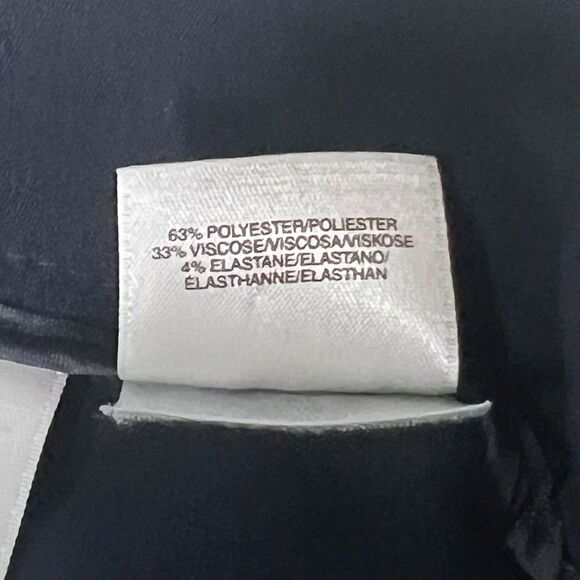 63% POLYESTER/POLIESTER
33% VISCOSE/VISCOSA/VISKOSE
4% ELASTANE/ELASTANO/
ÉLASTHANNE/ELASTHAN